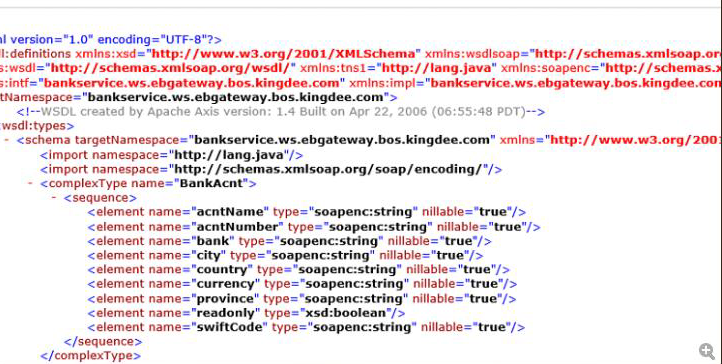 ml version="1.0" encoding="UTF-8"?>
dl:definitions xmlns:xsd="http://www.w3.org/2001/XMLSchema" xmlns:wsdlsoap="http://schemas.xmlsoap.or
s:wsdl="http://schemas.xmlsoap.org/wsdl/" xmlns:tns1="http://lang.java" xmlns:soapenc="http://schemas.x
s:intf="bankservice.ws.ebgateway.bos.kingdee.com" xmlns:impl="bankservice.ws.ebgateway.bos.kingdee.con
tNamespace="bankservice.ws.ebgateway.bos.kingdee.com">
<!--WSDL created by Apache Axis version: 1.4 Built on Apr 22, 2006 (06:55:48 PDT)-->
wsdl:types>
- <schema targetNamespace="bankservice.ws.ebgateway.bos.kingdee.com" xmlns="http://www.w3.org/200:
<import namespace="http://lang.java"/>
<import namespace="http://schemas.xmlsoap.org/soap/encoding/"/>
- <complexType name="BankAcnt">
- <sequence>
<element name="acntName" type="soapenc:string" nillable="true"/>
<element name="acntNumber" type="soapenc:string" nillable="true"/>
<element name="bank" type="soapenc:string" nillable="true"/>
<element name="city" type="soapenc:string" nillable="true"/>
<element name="country" type="soapenc:string" nillable="true"/>
<element name="currency" type="soapenc:string" nillable="true"/>
<element name="province" type="soapenc:string" nillable="true"/>
<element name="readonly" type="xsd:boolean"/>
<element name="swiftCode" type="soapenc:string" nillable="true"/>
</sequence>
</complexType>